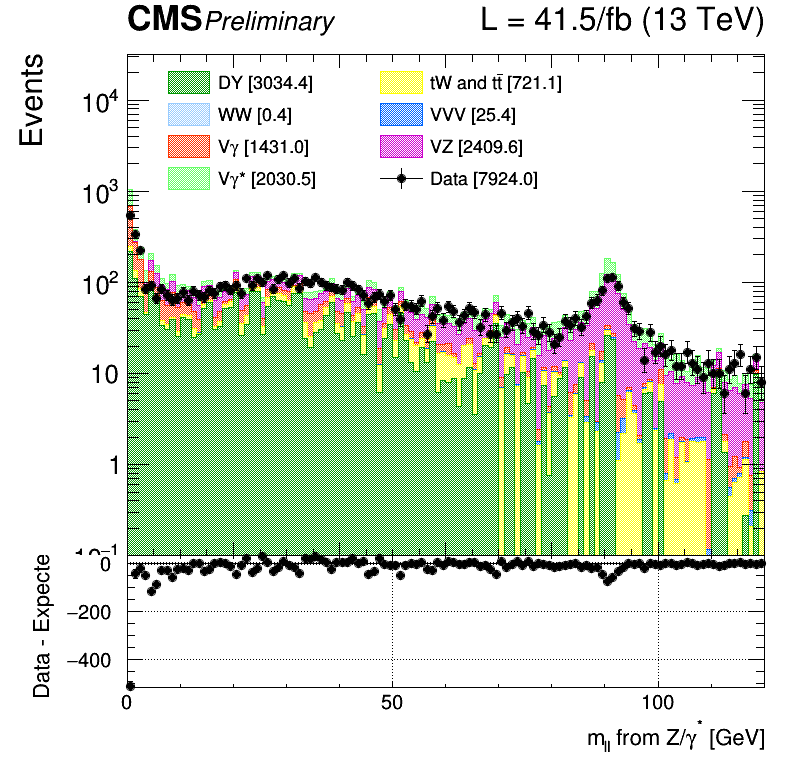 CMS Preliminary L = 41.5/fb (13 TeV)
Events
DY [3034.4] tW and tt̄ [721.1]
WW [0.4] VVV [25.4]
Vγ [1431.0] VZ [2409.6]
Vγ* [2030.5] Data [7924.0]
10⁴
10³
10²
10
1
10⁻¹
Data - Expecte
0
−200
−400
0 50 100
m_ll from Z/γ* [GeV]